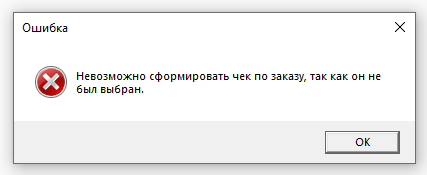 Ошибка
Невозможно сформировать чек по заказу, так как он не
был выбран.
OK